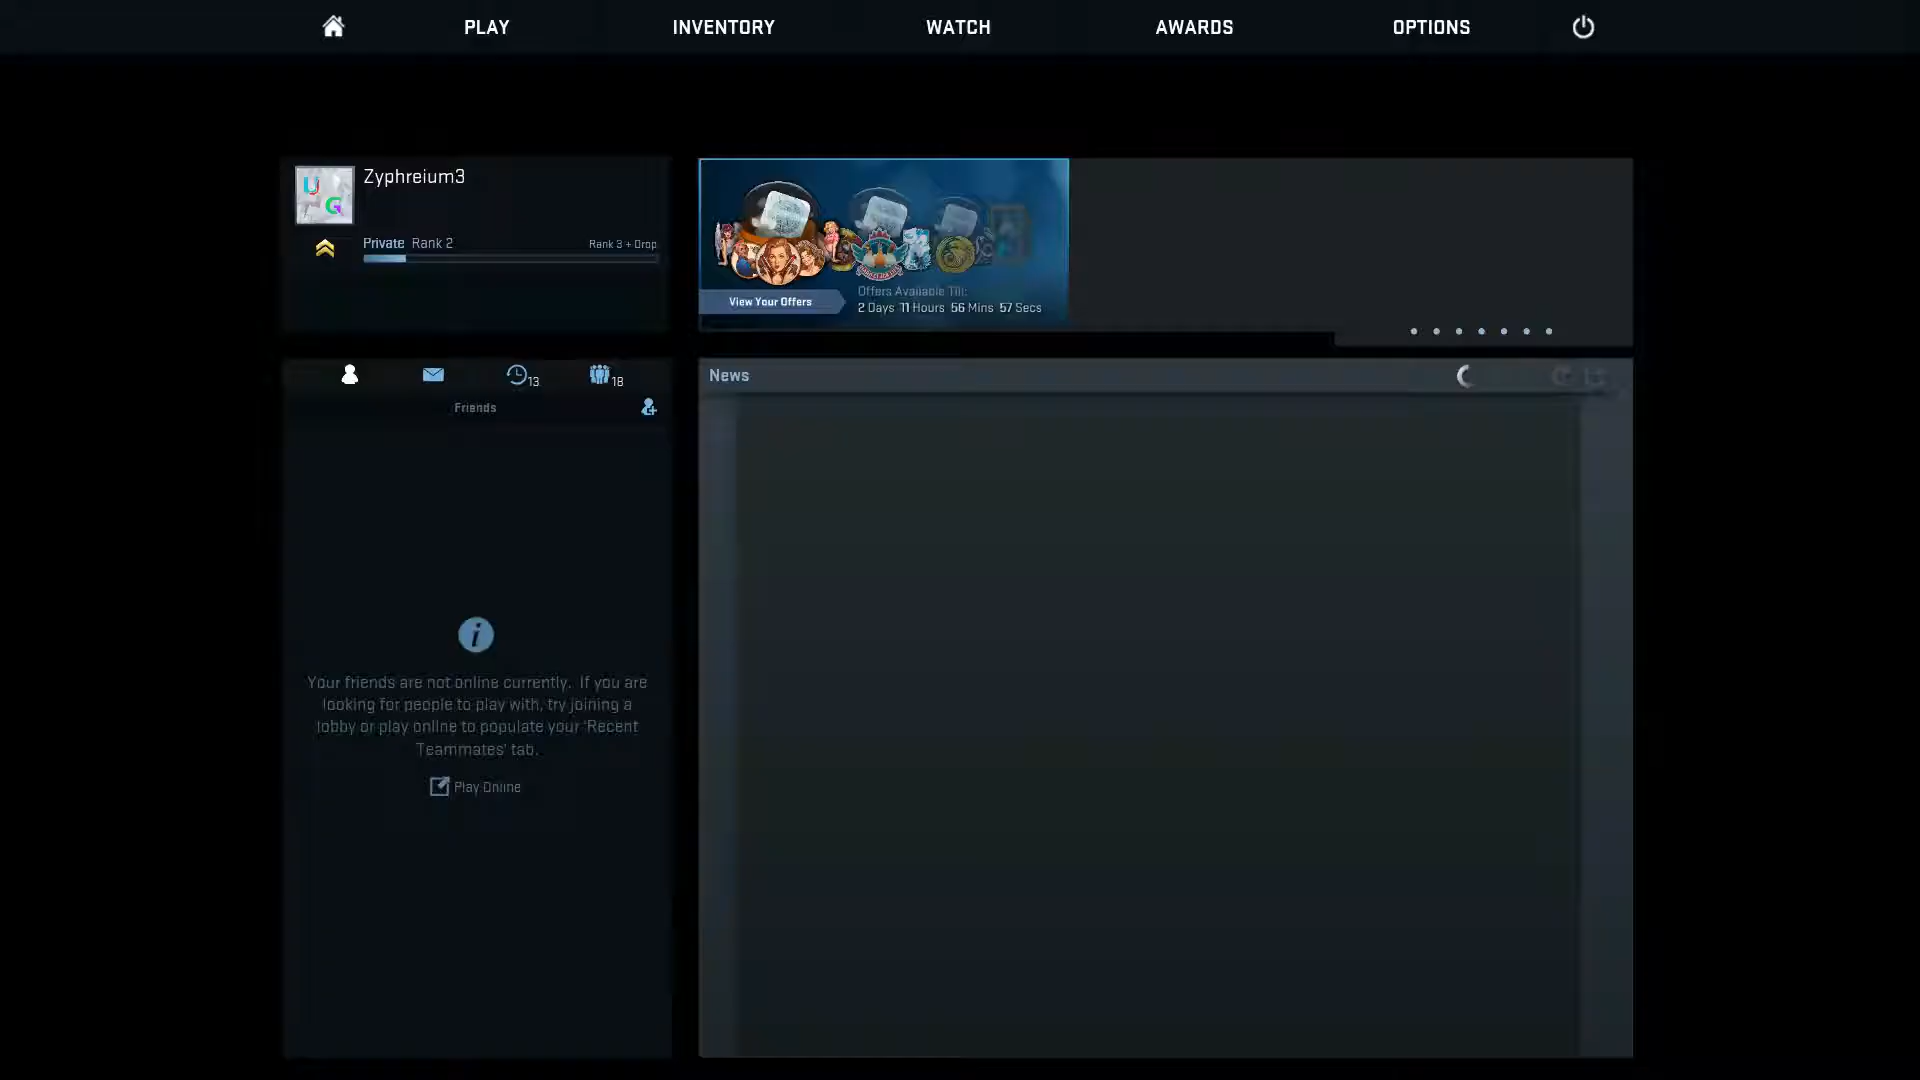 PLAY
INVENTORY
WATCH
AWARDS
OPTIONS
Zyphreium3
Private Rank 2
Rank 3 + Drop
View Your Offers
Offers Available Till:
2 Days 11 Hours 56 Mins 57 Secs
13
18
Friends
News
Your friends are not online currently. If you are
looking for people to play with, try joining a
lobby or play online to populate your 'Recent
Teammates' tab.
Play Online